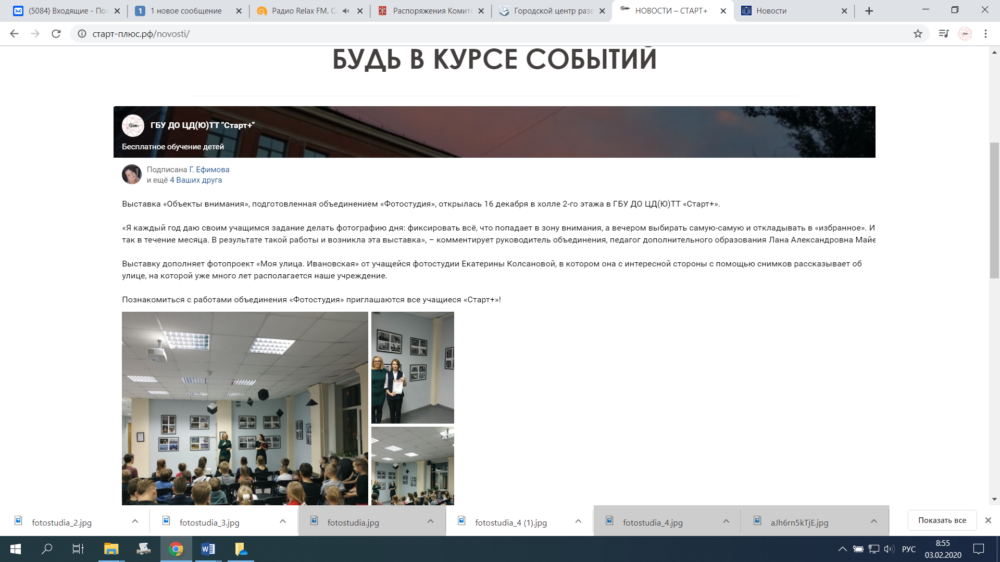 (5084) Входящие - По
1 новое сообщение
Радио Relax FM. С
Распоряжения Комит
Городской центр разв
НОВОСТИ – СТАРТ+
Новости
старт-плюс.рф/novosti/
БУДЬ В КУРСЕ СОБЫТИЙ
ГБУ ДО ЦД(Ю)ТТ "Старт+"
Бесплатное обучение детей
Подписана Г. Ефимова
и ещё 4 Ваших друга
Выставка «Объекты внимания», подготовленная объединением «Фотостудия», открылась 16 декабря в холле 2-го этажа в ГБУ ДО ЦД(Ю)ТТ «Старт+».
«Я каждый год даю своим учащимся задание делать фотографию дня: фиксировать всё, что попадает в зону внимания, а вечером выбирать самую-самую и откладывать в «избранное». И
так в течение месяца. В результате такой работы и возникла эта выставка», – комментирует руководитель объединения, педагог дополнительного образования Лана Александровна Майе
Выставку дополняет фотопроект «Моя улица. Ивановская» от учащейся фотостудии Екатерины Колсановой, в котором она с интересной стороны с помощью снимков рассказывает об
улице, на которой уже много лет располагается наше учреждение.
Познакомиться с работами объединения «Фотостудия» приглашаются все учащиеся «Старт+»!
fotostudia_2.jpg
fotostudia_3.jpg
fotostudia.jpg
fotostudia_4 (1).jpg
fotostudia_4.jpg
aJh6rn5kTjE.jpg
Показать все
РУС
8:55
03.02.2020